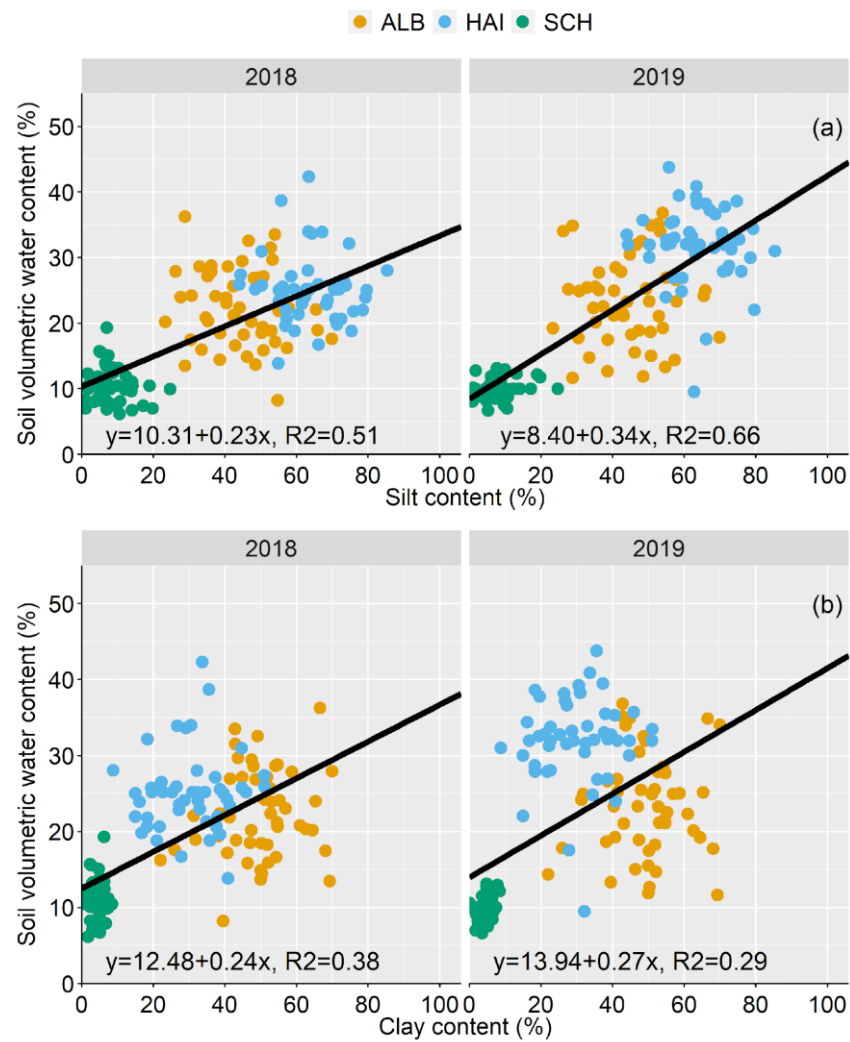 ALB HAI SCH
2018 2019
Soil volumetric water content (%)
50
40
30
20
10
0
(a)
y=10.31+0.23x, R2=0.51
y=8.40+0.34x, R2=0.66
0 20 40 60 80 100 0 20 40 60 80 100
Silt content (%)
2018 2019
Soil volumetric water content (%)
50
40
30
20
10
0
(b)
y=12.48+0.24x, R2=0.38
y=13.94+0.27x, R2=0.29
0 20 40 60 80 100 0 20 40 60 80 100
Clay content (%)